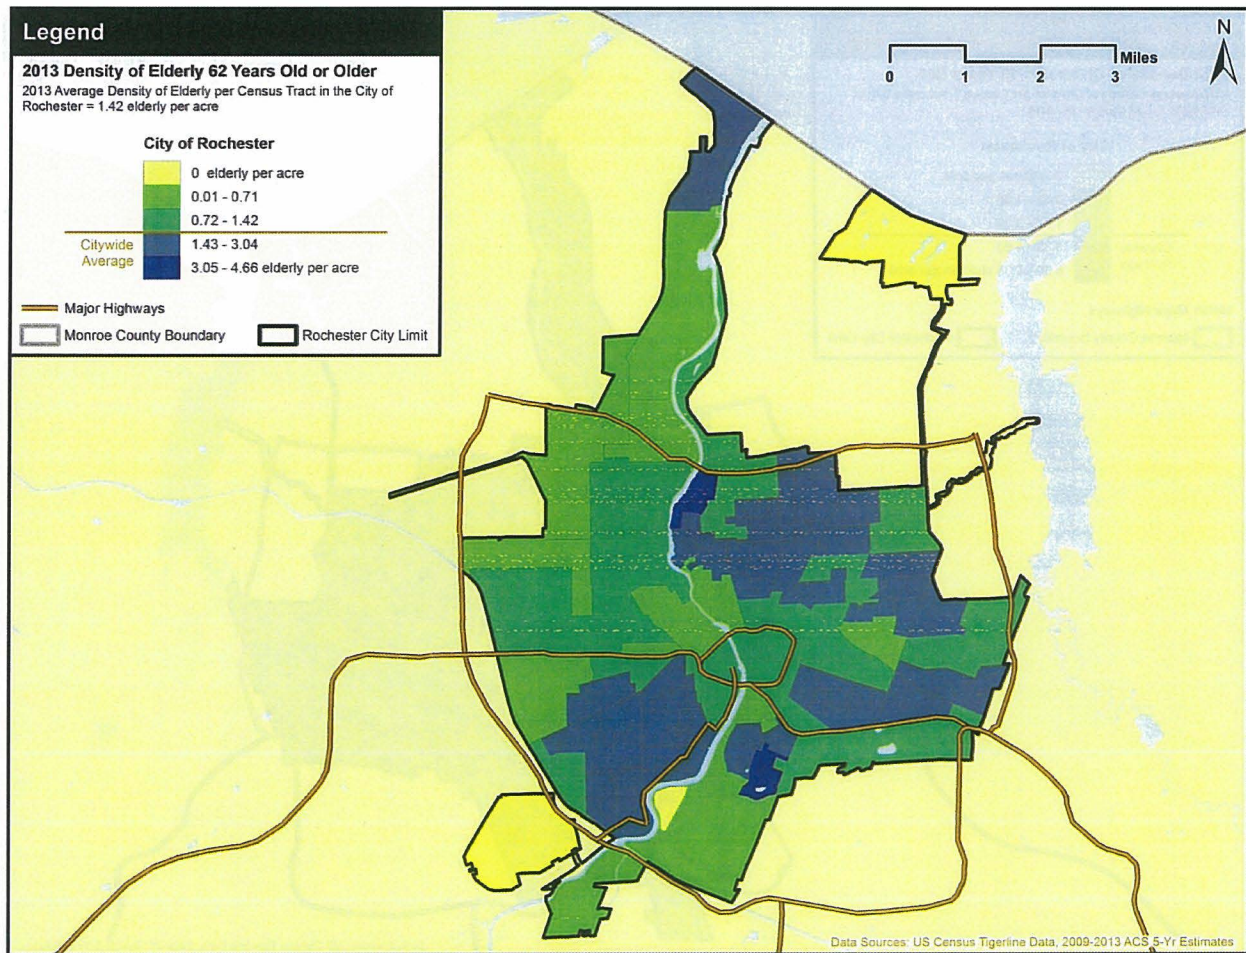 Legend
2013 Density of Elderly 62 Years Old or Older
2013 Average Density of Elderly per Census Tract in the City of
Rochester = 1.42 elderly per acre
City of Rochester
0 elderly per acre
0.01 - 0.71
0.72 - 1.42
Citywide
Average
1.43 - 3.04
3.05 - 4.66 elderly per acre
Major Highways
Monroe County Boundary
Rochester City Limit
N
0 1 2 3 Miles
Data Sources: US Census Tigerline Data, 2009-2013 ACS 5-Yr Estimates